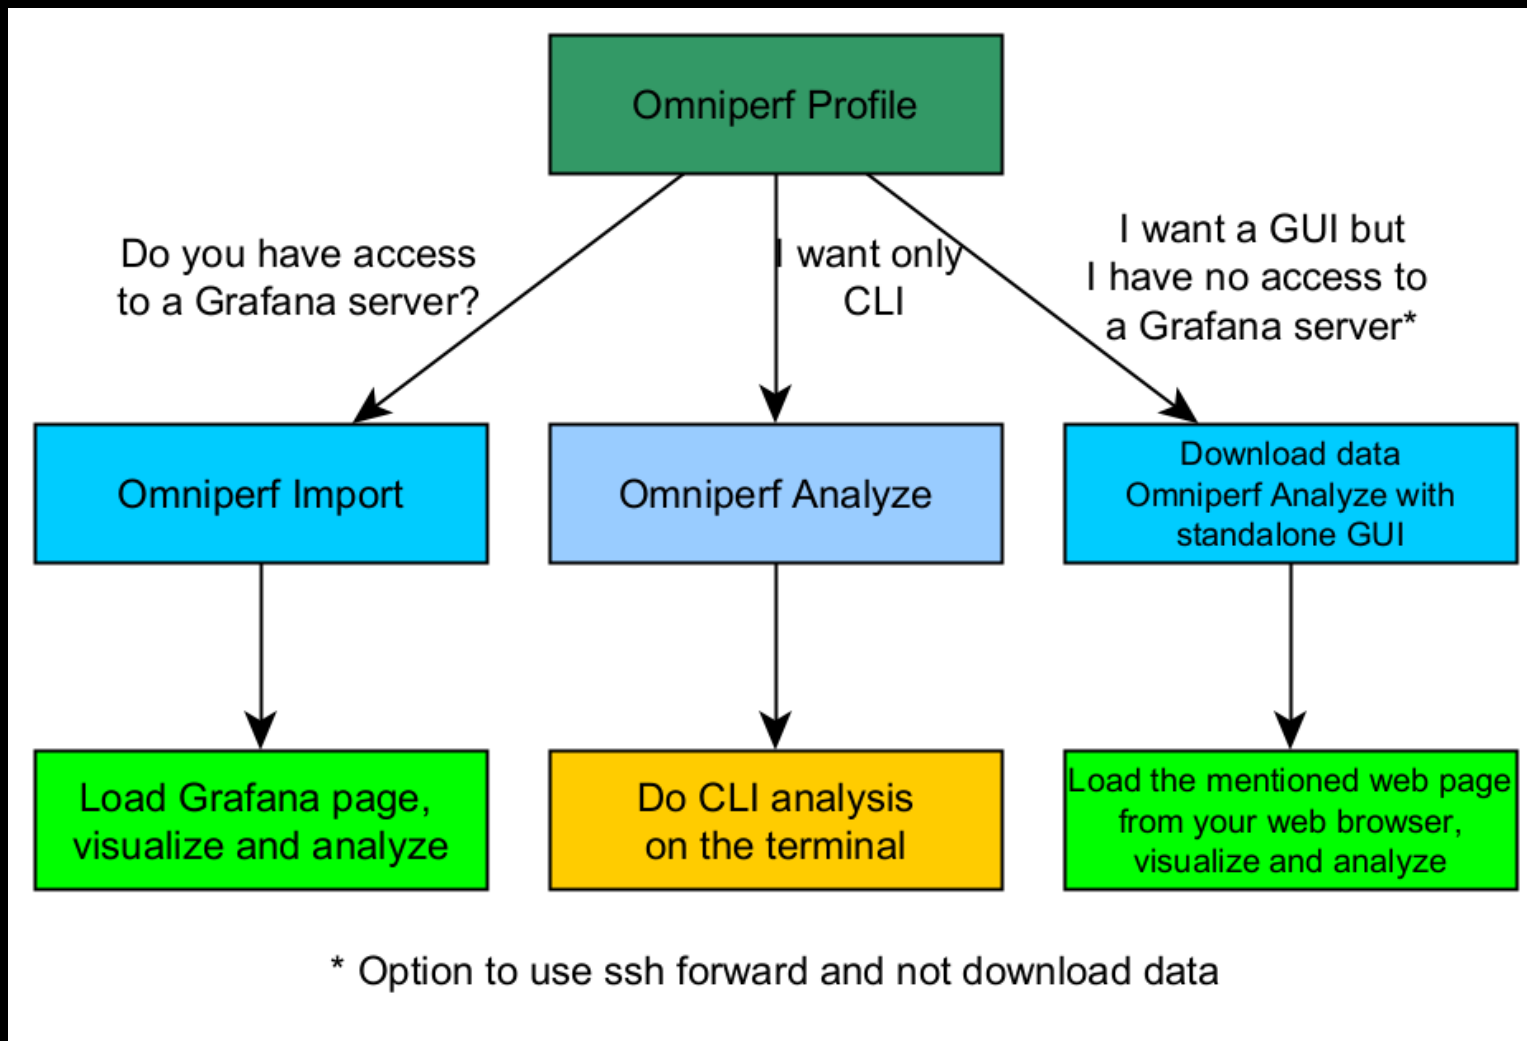 Omniperf Profile
Do you have access
to a Grafana server?
I want only
CLI
I want a GUI but
I have no access to
a Grafana server*
Omniperf Import
Omniperf Analyze
Download data
Omniperf Analyze with
standalone GUI
Load Grafana page,
visualize and analyze
Do CLI analysis
on the terminal
Load the mentioned web page
from your web browser,
visualize and analyze
* Option to use ssh forward and not download data